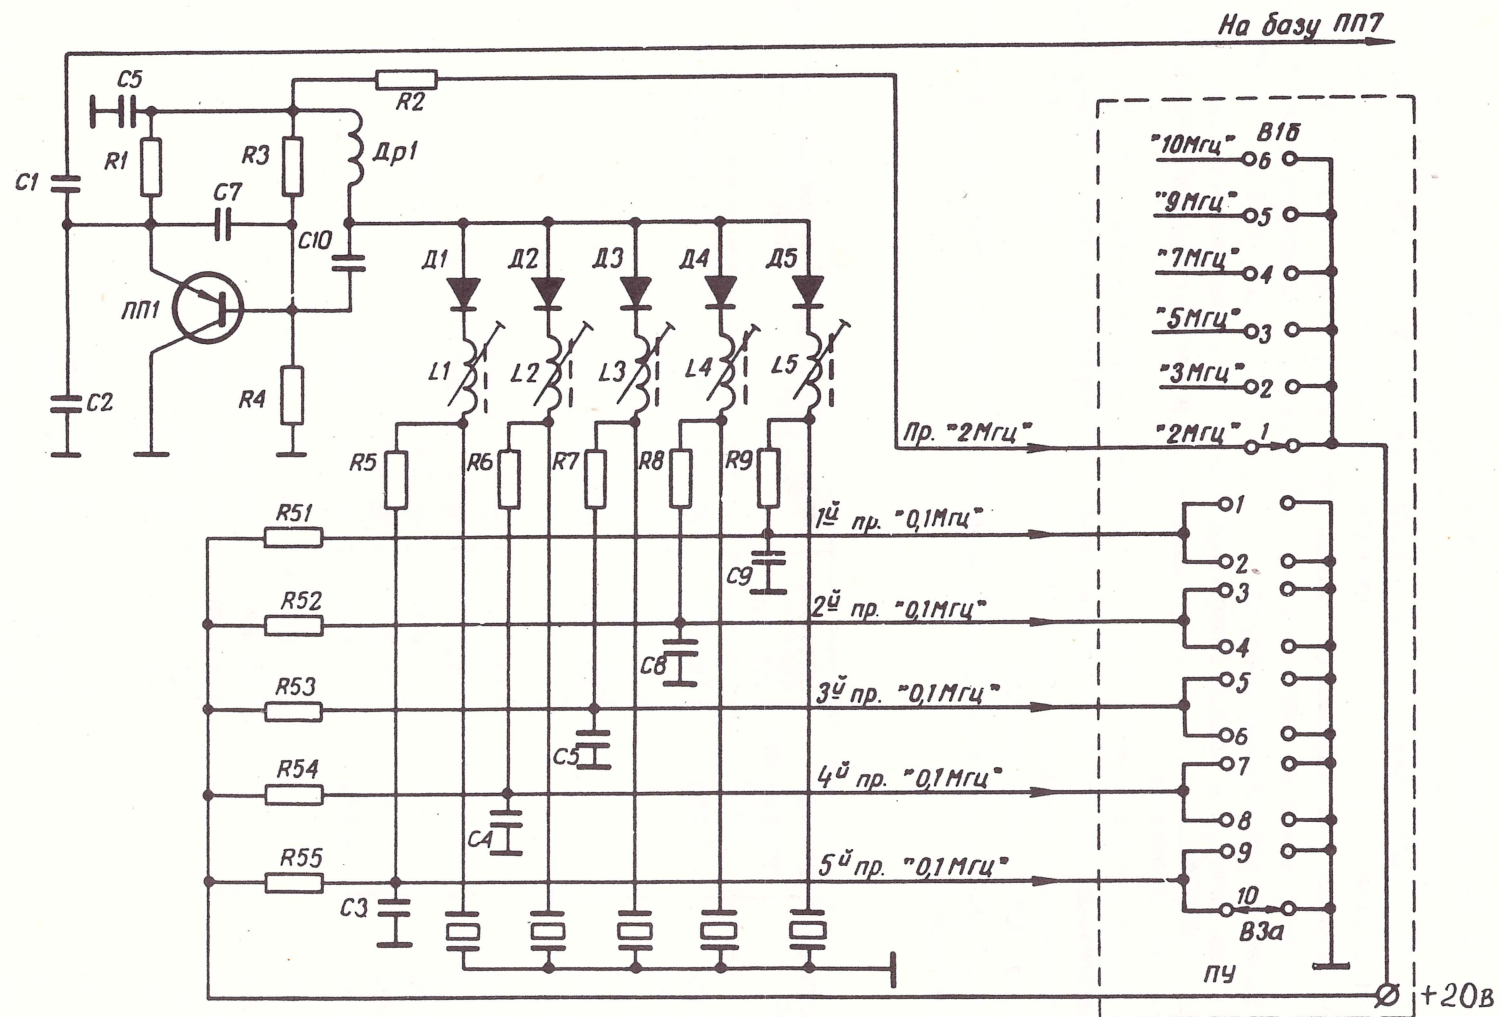 На базу ПП7
C5
R2
"10Мгц"
В1б
6
R1
R3
Др1
C1
C7
"9Мгц"
5
C10
Д1
Д2
Д3
Д4
Д5
"7Мгц"
4
ПП1
"5Мгц"
3
L1
L2
L3
L4
L5
"3Мгц"
2
C2
R4
Пр. "2Мгц"
"2Мгц"
1
R5
R6
R7
R8
R9
R51
1й пр. "0,1Мгц"
1
2
C9
R52
2й пр. "0,1Мгц"
3
4
C8
R53
3й пр. "0,1Мгц"
5
6
C5
R54
4й пр. "0,1Мгц"
7
8
C4
R55
5й пр. "0,1Мгц"
9
C3
10
В3а
ПУ
+20в